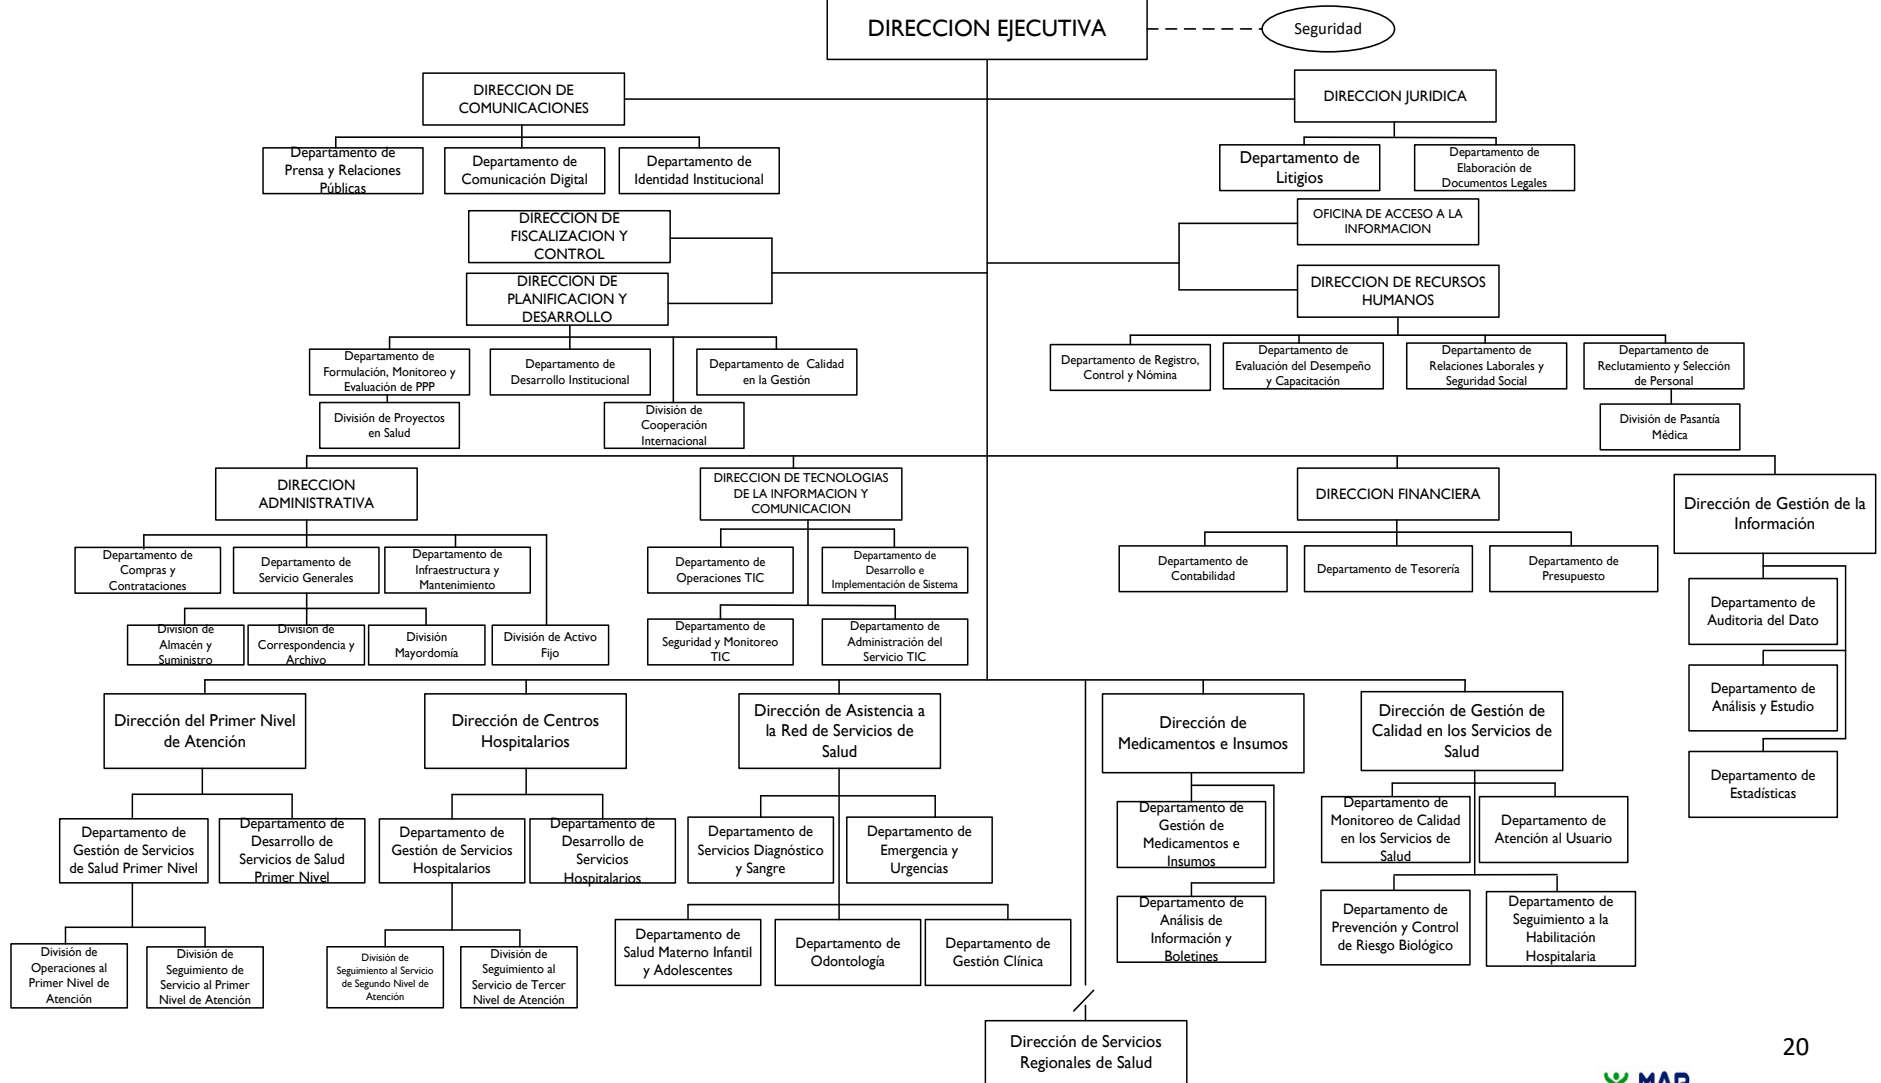 DIRECCION EJECUTIVA
Seguridad
DIRECCION DE
COMUNICACIONES
DIRECCION JURIDICA
Departamento de
Prensa y Relaciones
Públicas
Departamento de
Comunicación Digital
Departamento de
Identidad Institucional
Departamento de
Litigios
Departamento de
Elaboración de
Documentos Legales
DIRECCION DE
FISCALIZACION Y
CONTROL
OFICINA DE ACCESO A LA
INFORMACION
DIRECCION DE
PLANIFICACION Y
DESARROLLO
DIRECCION DE RECURSOS
HUMANOS
Departamento de
Formulación, Monitoreo y
Evaluación de PPP
Departamento de
Desarrollo Institucional
Departamento de  Calidad
en la Gestión
Departamento de Registro,
Control y Nómina
Departamento de
Evaluación del Desempeño
y Capacitación
Departamento de
Relaciones Laborales y
Seguridad Social
Departamento de
Reclutamiento y Selección
de Personal
División de Proyectos
en Salud
División de
Cooperación
Internacional
División de Pasantía
Médica
DIRECCION
ADMINISTRATIVA
DIRECCION DE TECNOLOGIAS
DE LA INFORMACION Y
COMUNICACION
DIRECCION FINANCIERA
Dirección de Gestión de la
Información
Departamento de
Compras y
Contrataciones
Departamento de
Servicio Generales
Departamento de
Infraestructura y
Mantenimiento
Departamento de
Operaciones TIC
Departamento de
Desarrollo e
Implementación de Sistema
Departamento de
Contabilidad
Departamento de Tesorería
Departamento de
Presupuesto
Departamento de
Auditoria del Dato
División de
Almacén y
Suministro
División de
Correspondencia y
Archivo
División
Mayordomía
División de Activo
Fijo
Departamento de
Seguridad y Monitoreo
TIC
Departamento de
Administración del
Servicio TIC
Departamento de
Análisis y Estudio
Departamento de
Estadísticas
Dirección del Primer Nivel
de Atención
Dirección de Centros
Hospitalarios
Dirección de Asistencia a
la Red de Servicios de
Salud
Dirección de
Medicamentos e Insumos
Dirección de Gestión de
Calidad en los Servicios de
Salud
Departamento de
Gestión de Servicios
de Salud Primer Nivel
Departamento de
Desarrollo de
Servicios de Salud
Primer Nivel
Departamento de
Gestión de Servicios
Hospitalarios
Departamento de
Desarrollo de
Servicios
Hospitalarios
Departamento de
Servicios Diagnóstico
y Sangre
Departamento de
Emergencia y
Urgencias
Departamento de
Gestión de
Medicamentos e
Insumos
Departamento de
Monitoreo de Calidad
en los Servicios de
Salud
Departamento de
Atención al Usuario
División de
Operaciones al
Primer Nivel de
Atención
División de
Seguimiento de
Servicio al Primer
Nivel de Atención
División de
Seguimiento al Servicio
de Segundo Nivel de
Atención
División de
Seguimiento al
Servicio de Tercer
Nivel de Atención
Departamento de
Salud Materno Infantil
y Adolescentes
Departamento de
Odontología
Departamento de
Gestión Clínica
Departamento de
Análisis de
Información y
Boletines
Departamento de
Prevención y Control
de Riesgo Biológico
Departamento de
Seguimiento a la
Habilitación
Hospitalaria
Dirección de Servicios
Regionales de Salud
20
MAP